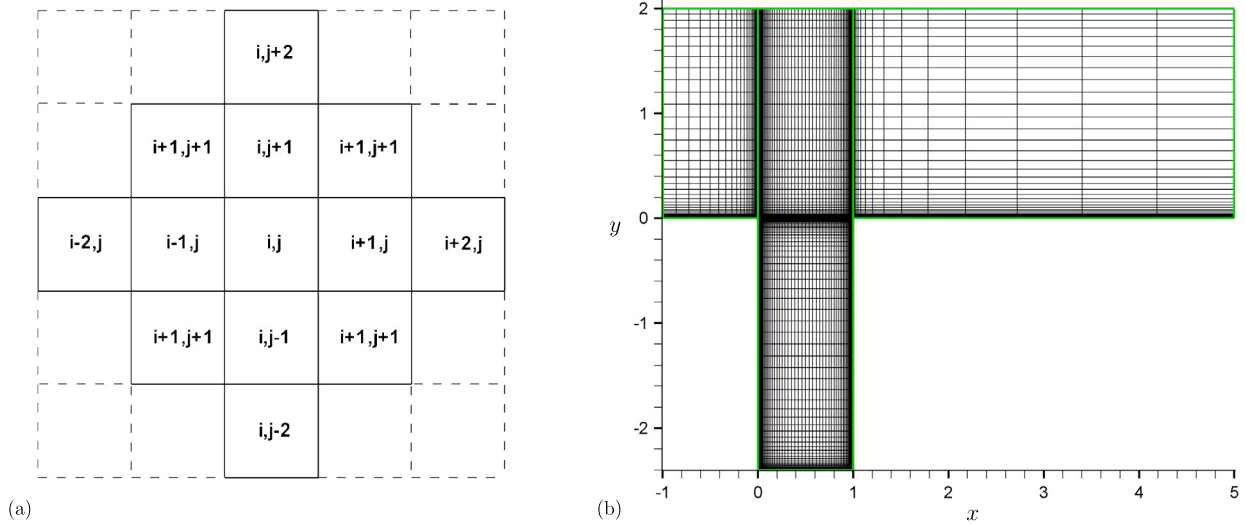 i,j+2
i+1,j+1 i,j+1 i+1,j+1
i-2,j i-1,j i,j i+1,j i+2,j
i+1,j+1 i,j-1 i+1,j+1
i,j-2
(a)
2
1
0
y
-1
-2
-1 0 1 2 3 4 5
x
(b)